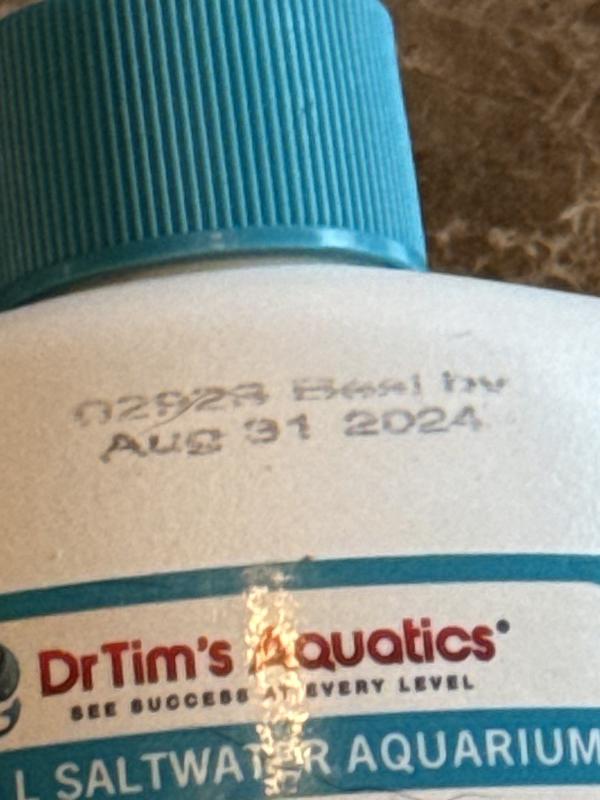 02923 Best by
AUG 31 2024
DrTim's Aquatics
SEE SUCCESS AT EVERY LEVEL
L SALTWATER AQUARIUM